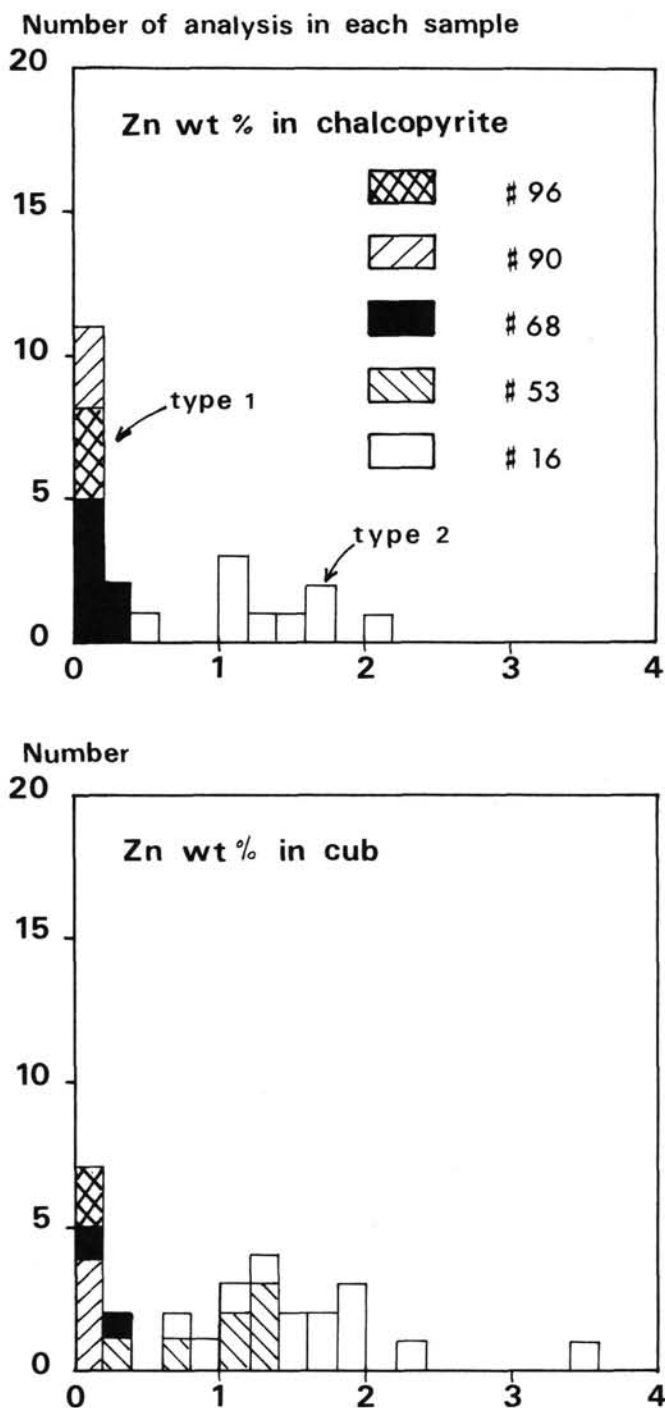 Number of analysis in each sample
20
Zn wt % in chalcopyrite
# 96
15
# 90
# 68
10
type 1
# 53
# 16
5
type 2
0
0 1 2 3 4
Number
20
Zn wt % in cub
15
10
5
0
0 1 2 3 4